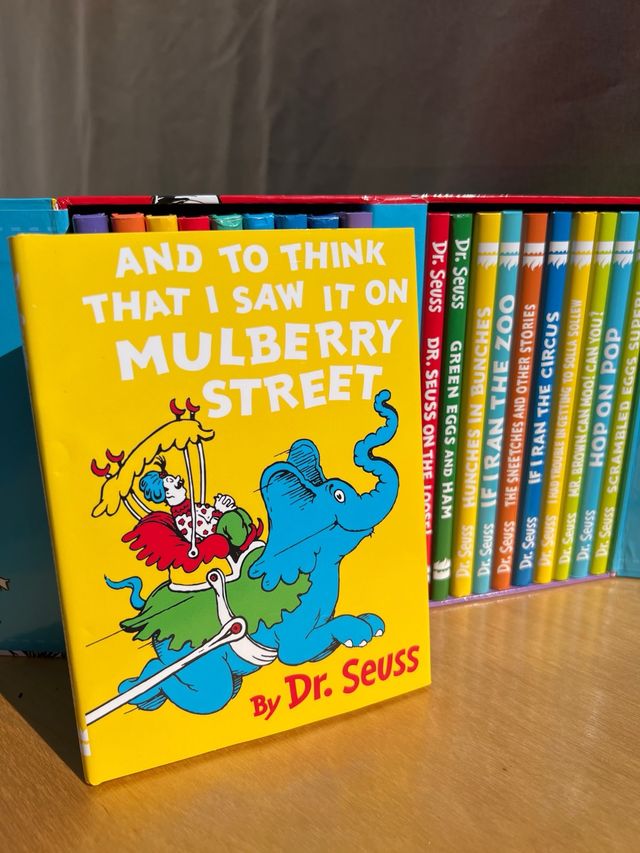 AND TO THINK
THAT I SAW IT ON
MULBERRY
STREET
By Dr. Seuss
Dr. Seuss DR. SEUSS ON THE LOOSE!
Dr. Seuss GREEN EGGS AND HAM
Dr. Seuss HUNCHES IN BUNCHES
Dr. Seuss IF I RAN THE ZOO
Dr. Seuss THE SNEETCHES AND OTHER STORIES
Dr. Seuss IF I RAN THE CIRCUS
Dr. Seuss I HAD TROUBLE IN GETTING TO SOLLA SOLLEW
Dr. Seuss MR. BROWN CAN MOO! CAN YOU?
Dr. Seuss HOP ON POP
Dr. Seuss SCRAMBLED EGGS SUPER